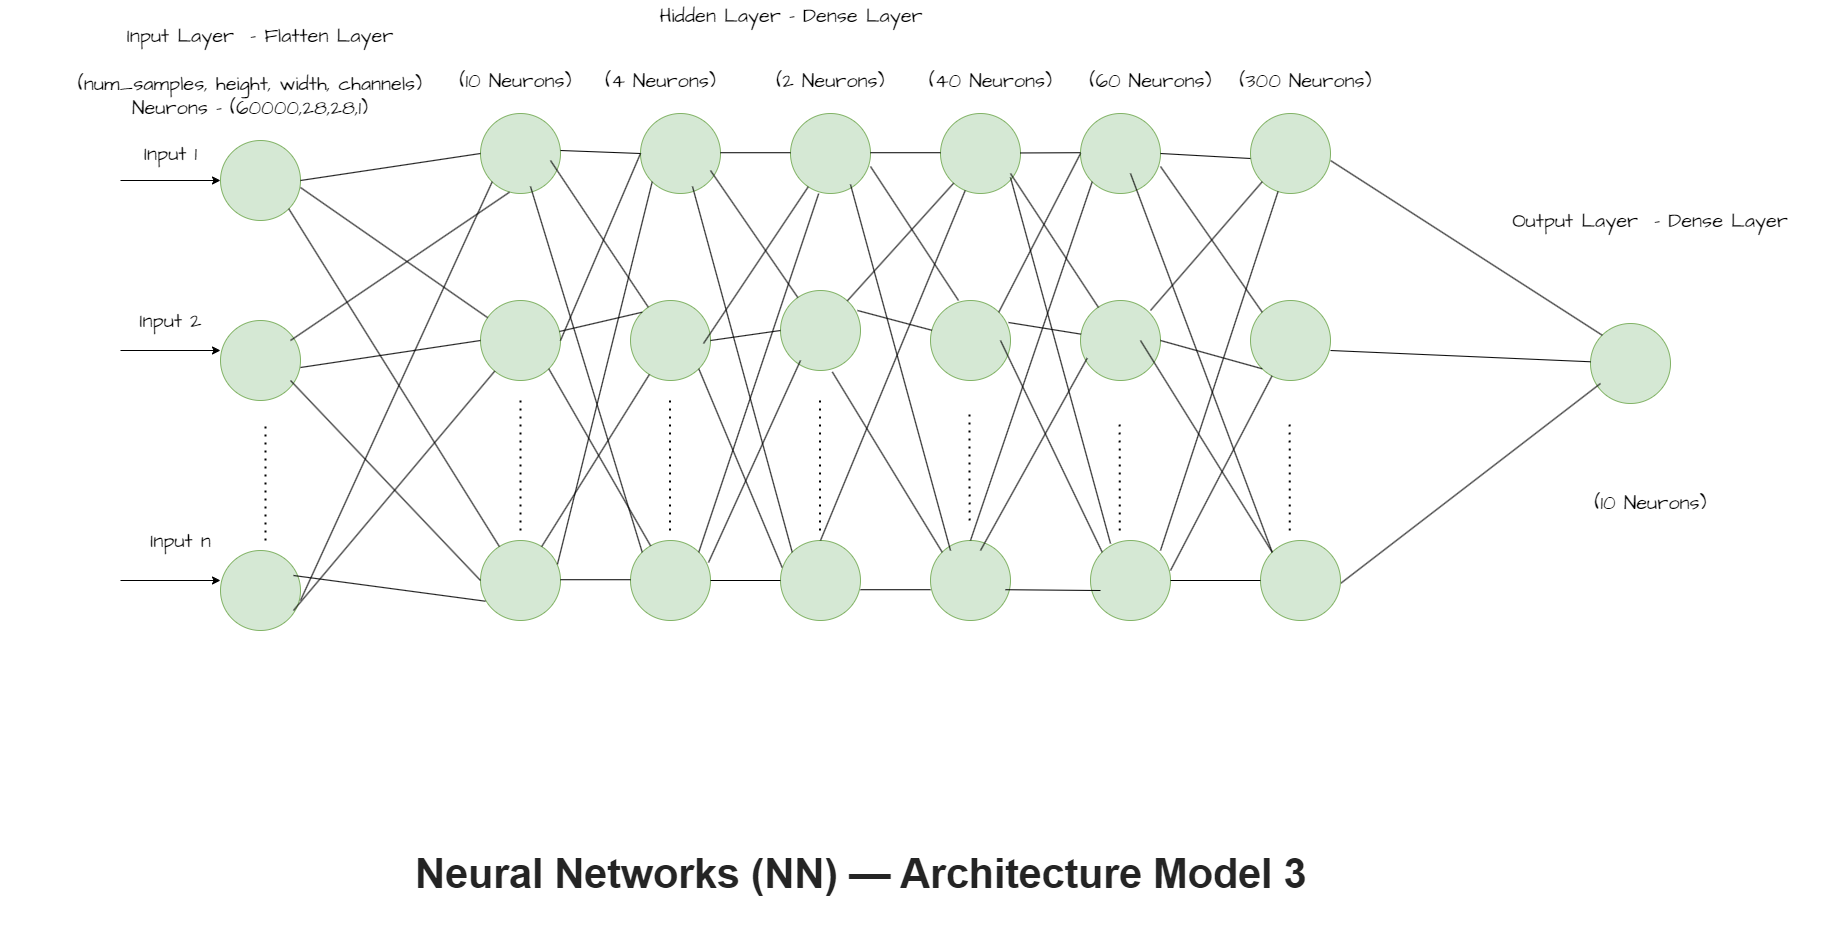 Hidden Layer - Dense Layer
Input Layer - Flatten Layer
(num_samples, height, width, channels)
Neurons - (60000,28,28,1)
(10 Neurons)
(4 Neurons)
(2 Neurons)
(40 Neurons)
(60 Neurons)
(300 Neurons)
Input 1
Output Layer - Dense Layer
Input 2
(10 Neurons)
Input n
Neural Networks (NN) — Architecture Model 3